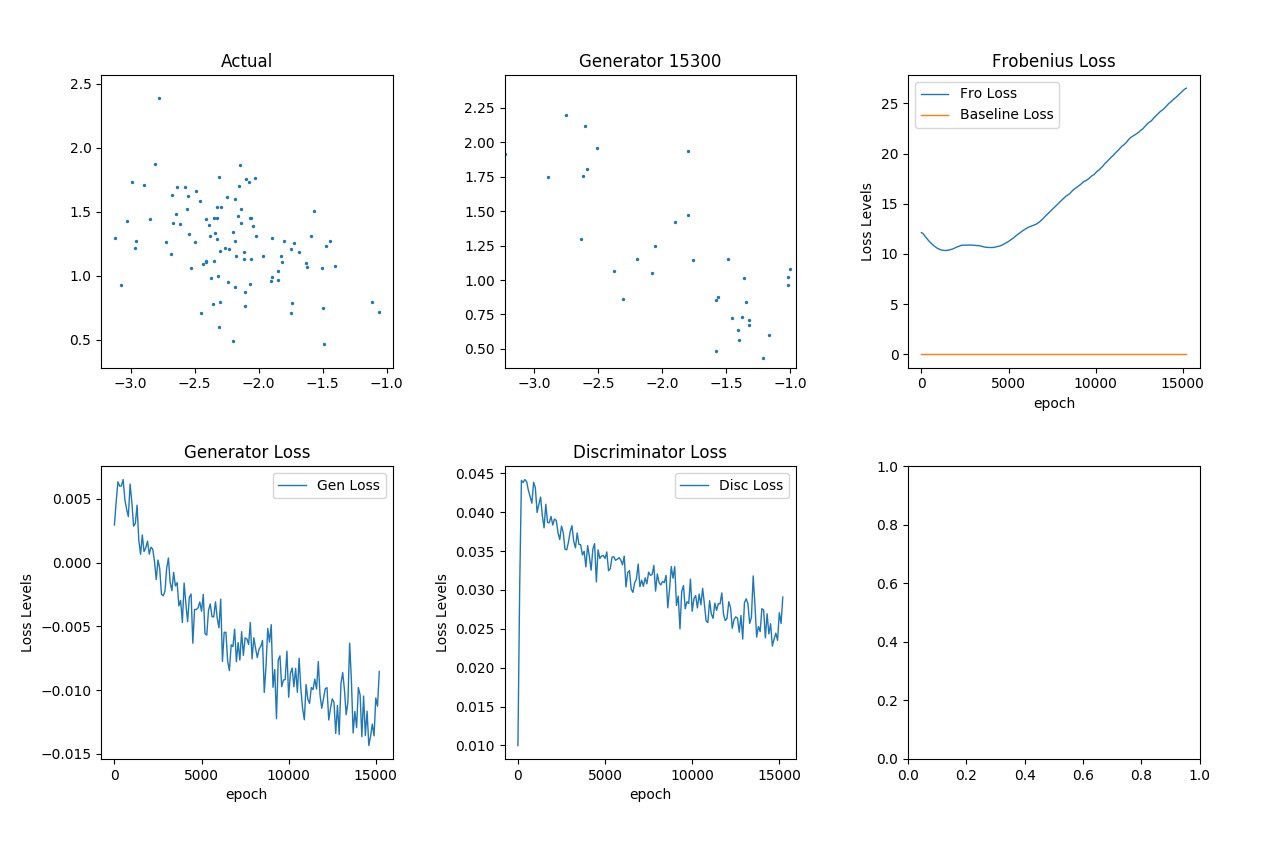 Actual
2.5
2.0
1.5
1.0
0.5
−3.0 −2.5 −2.0 −1.5 −1.0
Generator 15300
2.25
2.00
1.75
1.50
1.25
1.00
0.75
0.50
−3.0 −2.5 −2.0 −1.5 −1.0
Frobenius Loss
Fro Loss
Baseline Loss
Loss Levels
25
20
15
10
5
0
0 5000 10000 15000
epoch
Generator Loss
Gen Loss
Loss Levels
0.005
0.000
−0.005
−0.010
−0.015
0 5000 10000 15000
epoch
Discriminator Loss
Disc Loss
Loss Levels
0.045
0.040
0.035
0.030
0.025
0.020
0.015
0.010
0 5000 10000 15000
epoch
1.0
0.8
0.6
0.4
0.2
0.0
0.0 0.2 0.4 0.6 0.8 1.0